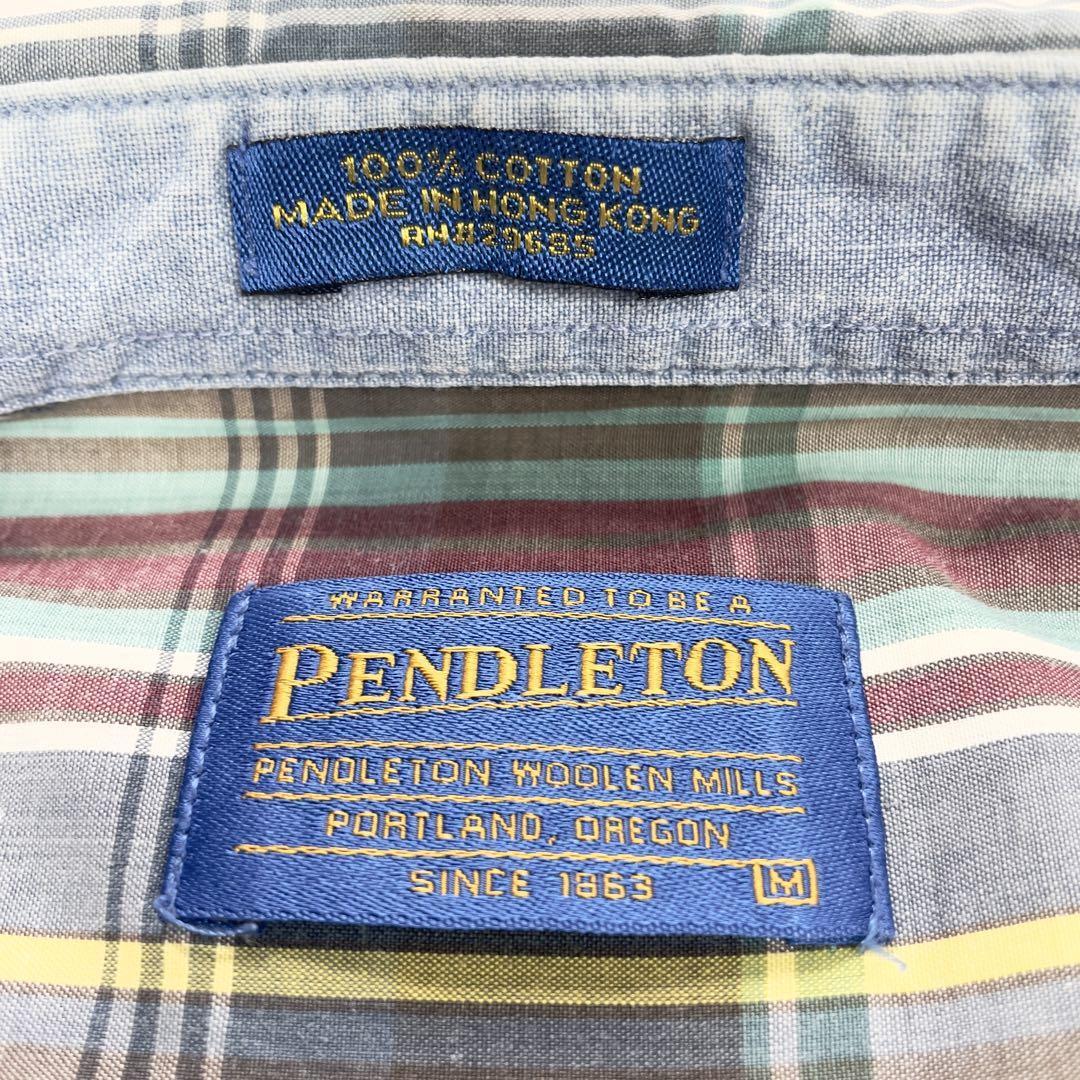 100% COTTON
MADE IN HONG KONG
RN#29685
WARRANTED TO BE A
PENDLETON
PENDLETON WOOLEN MILLS
PORTLAND, OREGON
SINCE 1863 M